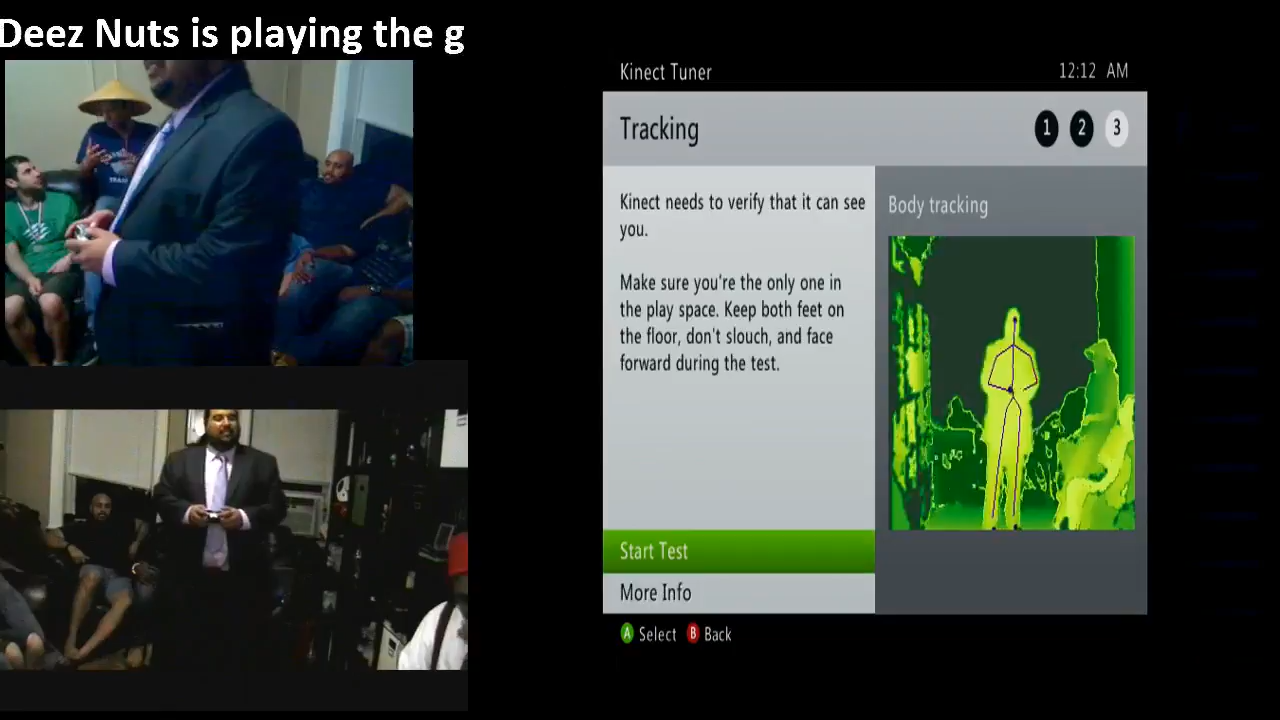 Deez Nuts is playing the g
Kinect Tuner
12:12 AM
Tracking
1 2 3
Kinect needs to verify that it can see
you.
Make sure you're the only one in
the play space. Keep both feet on
the floor, don't slouch, and face
forward during the test.
Body tracking
Start Test
More Info
A Select B Back